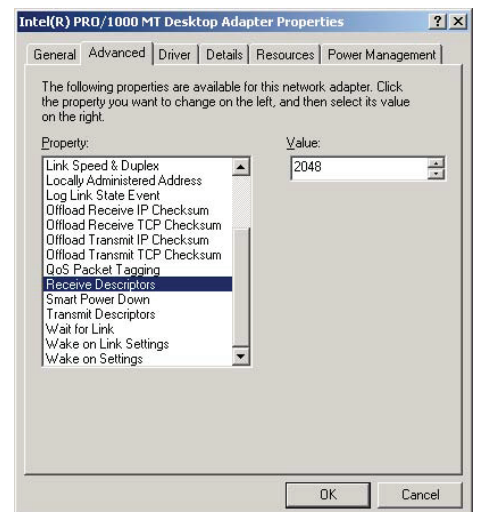 Intel(R) PRO/1000 MT Desktop Adapter Properties
General Advanced Driver Details Resources Power Management
The following properties are available for this network adapter. Click
the property you want to change on the left, and then select its value
on the right.
Property:
Value:
Link Speed & Duplex
Locally Administered Address
Log Link State Event
Offload Receive IP Checksum
Offload Receive TCP Checksum
Offload Transmit IP Checksum
Offload Transmit TCP Checksum
QoS Packet Tagging
Receive Descriptors
Smart Power Down
Transmit Descriptors
Wait for Link
Wake on Link Settings
Wake on Settings
2048
OK Cancel